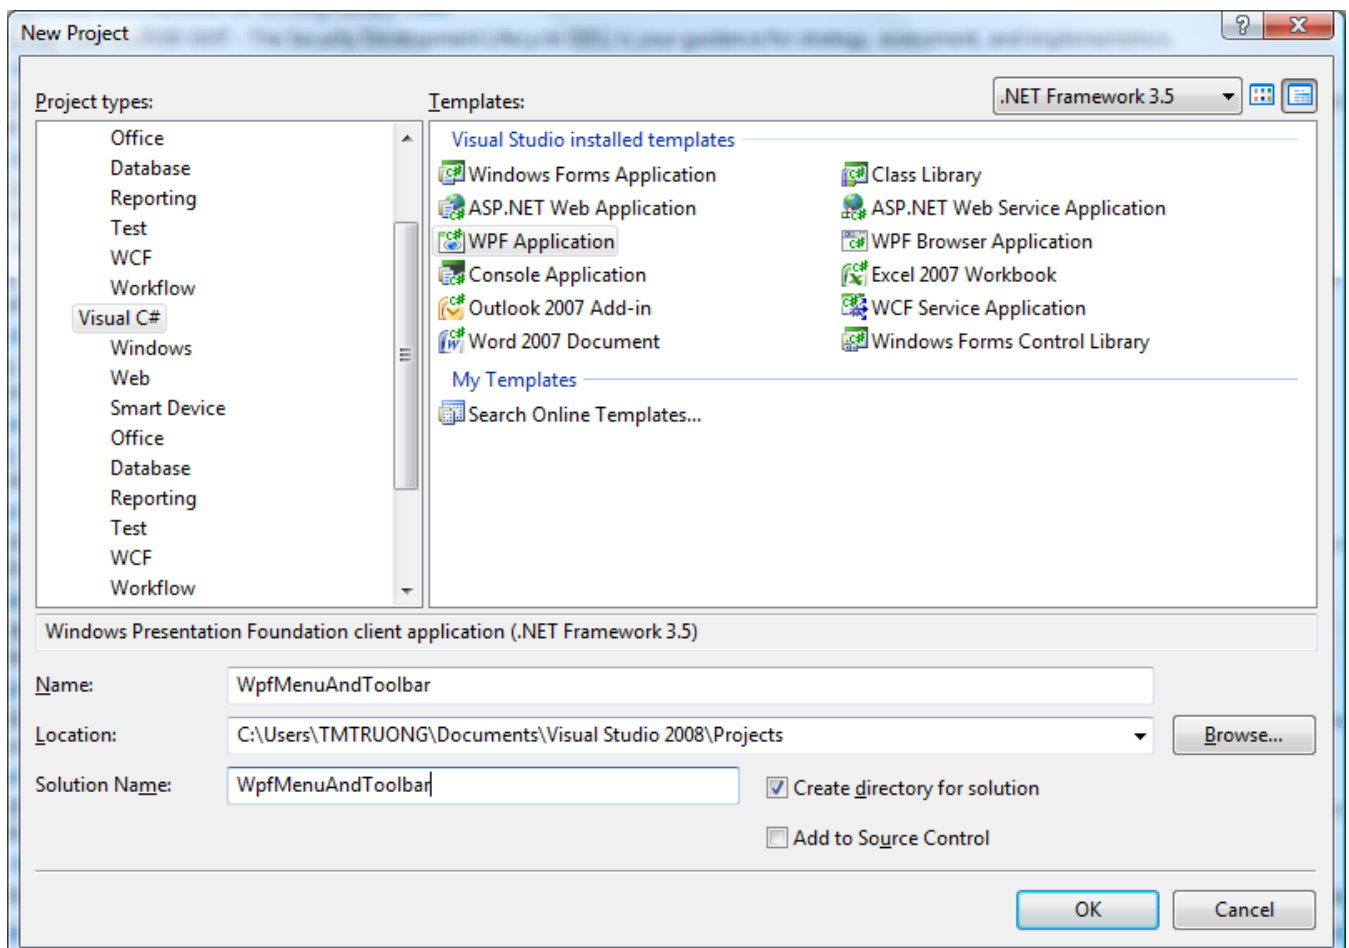 New Project
Project types:
Templates:
.NET Framework 3.5
Office
Database
Reporting
Test
WCF
Workflow
Visual C#
Windows
Web
Smart Device
Office
Database
Reporting
Test
WCF
Workflow
Visual Studio installed templates
Windows Forms Application
Class Library
ASP.NET Web Application
ASP.NET Web Service Application
WPF Application
WPF Browser Application
Console Application
Excel 2007 Workbook
Outlook 2007 Add-in
WCF Service Application
Word 2007 Document
Windows Forms Control Library
My Templates
Search Online Templates...
Windows Presentation Foundation client application (.NET Framework 3.5)
Name:
WpfMenuAndToolbar
Location:
C:\Users\TMTRUONG\Documents\Visual Studio 2008\Projects
Browse...
Solution Name:
WpfMenuAndToolbar
Create directory for solution
Add to Source Control
OK
Cancel